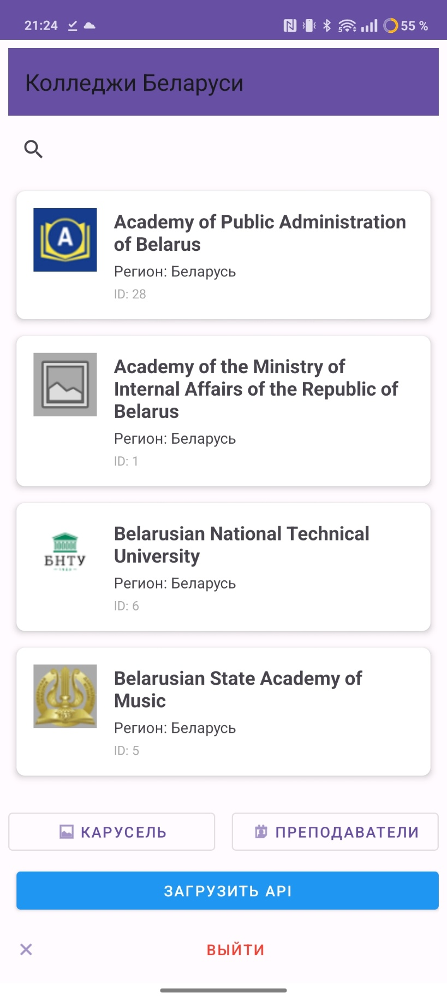 21:24
55 %
Колледжи Беларуси
A
Academy of Public Administration
of Belarus
Регион: Беларусь
ID: 28
Academy of the Ministry of
Internal Affairs of the Republic of
Belarus
Регион: Беларусь
ID: 1
БНТУ
Belarusian National Technical
University
Регион: Беларусь
ID: 6
Belarusian State Academy of
Music
Регион: Беларусь
ID: 5
КАРУСЕЛЬ
ПРЕПОДАВАТЕЛИ
ЗАГРУЗИТЬ API
ВЫЙТИ